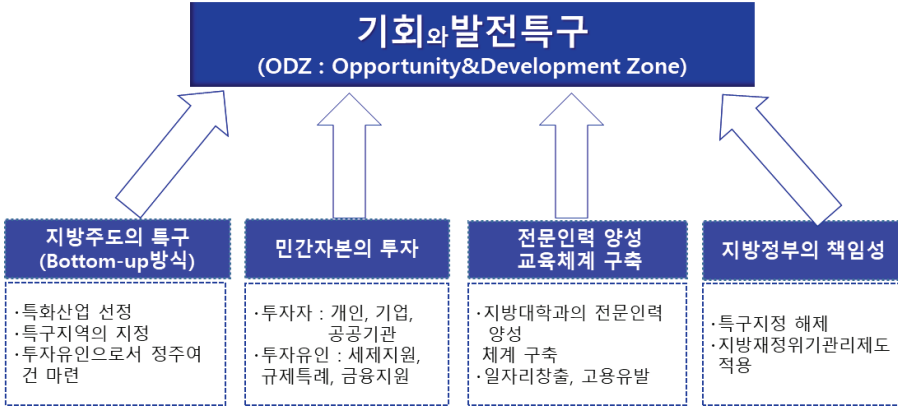 기회와발전특구
(ODZ : Opportunity&Development Zone)
지방주도의 특구
(Bottom-up방식)
·특화산업 선정
·특구지역의 지정
·투자유인으로서 정주여
건 마련
민간자본의 투자
·투자자 : 개인, 기업,
공공기관
·투자유인 : 세제지원,
규제특례, 금융지원
전문인력 양성
교육체계 구축
·지방대학과의 전문인력
양성
체계 구축
·일자리창출, 고용유발
지방정부의 책임성
·특구지정 해제
·지방재정위기관리제도
적용